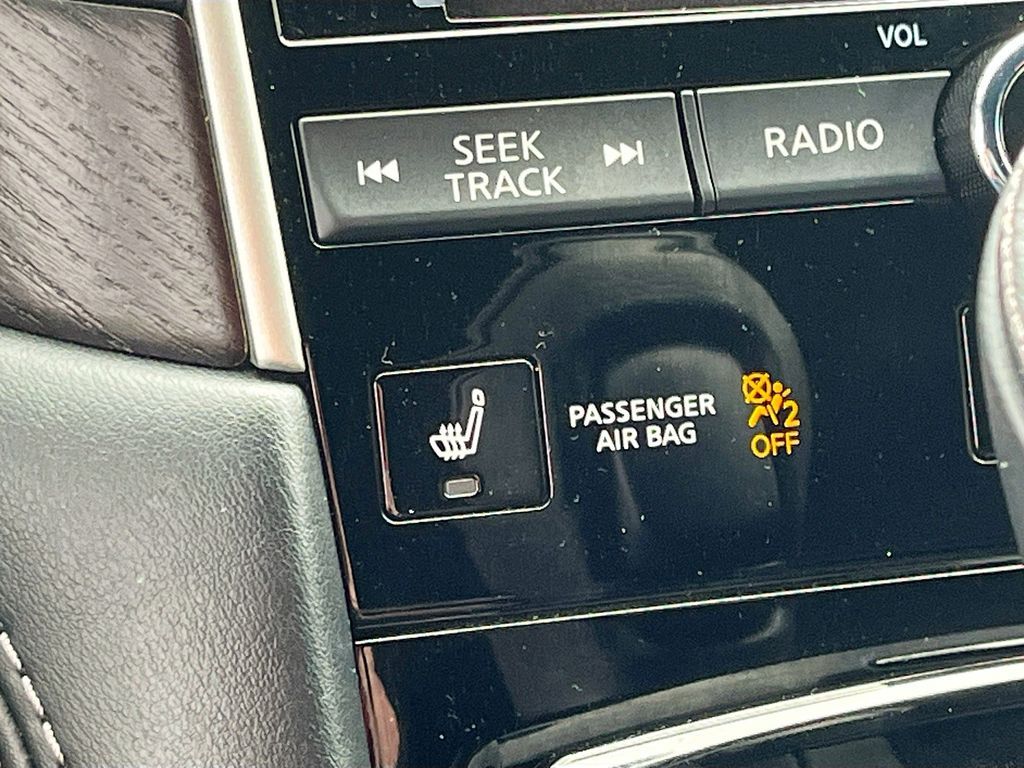 VOL
SEEK
TRACK
RADIO
PASSENGER
AIR BAG
2
OFF